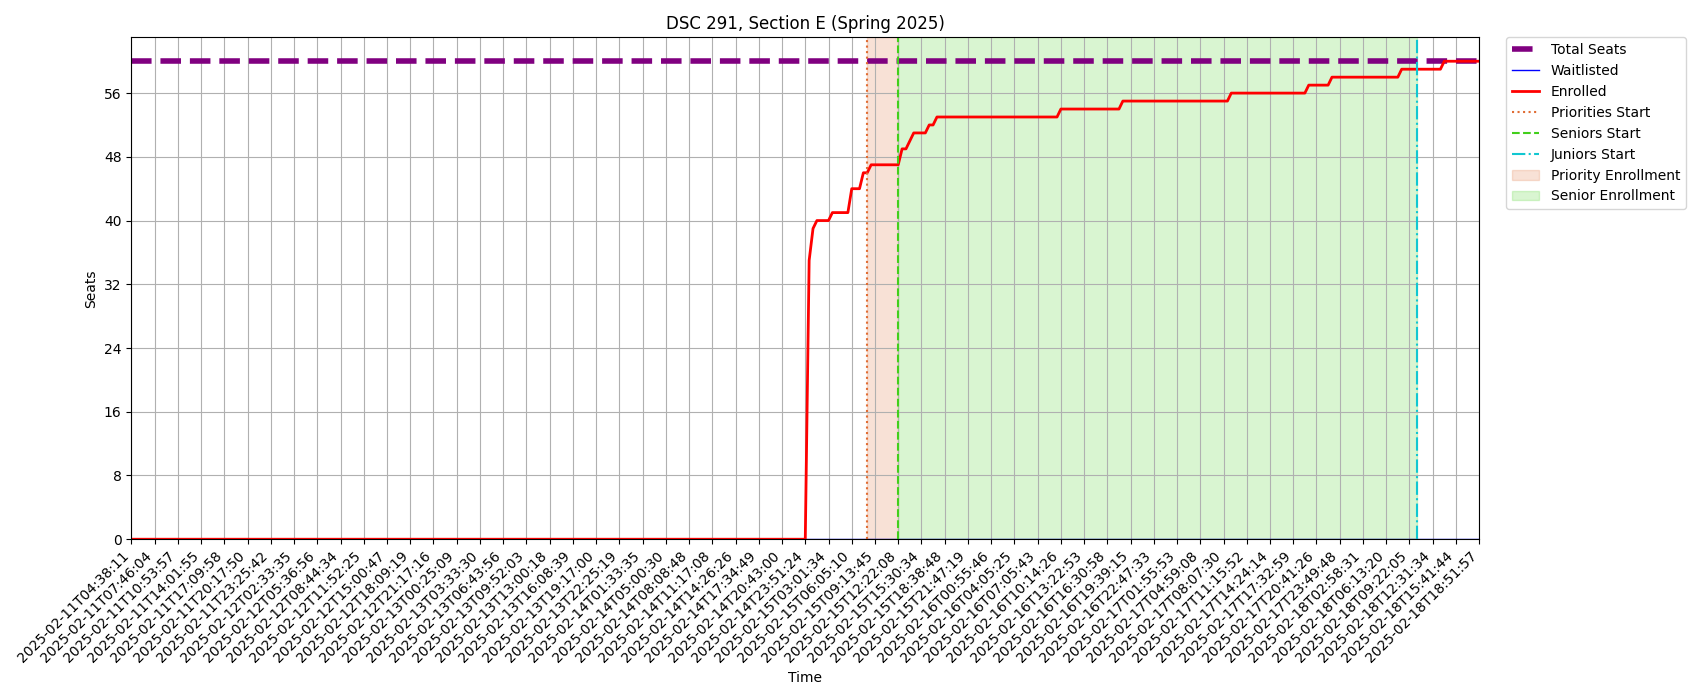 DSC 291, Section E (Spring 2025)
Total Seats
Waitlisted
Enrolled
Priorities Start
Seniors Start
Juniors Start
Priority Enrollment
Senior Enrollment
Seats
56
48
40
32
24
16
8
0
2025-02-11T04:38:11
2025-02-11T07:46:04
2025-02-11T10:53:57
2025-02-11T14:01:55
2025-02-11T17:09:58
2025-02-11T20:17:50
2025-02-11T23:25:42
2025-02-12T02:33:35
2025-02-12T05:36:56
2025-02-12T08:44:34
2025-02-12T11:52:25
2025-02-12T15:00:47
2025-02-12T18:09:19
2025-02-12T21:17:16
2025-02-13T00:25:09
2025-02-13T03:33:30
2025-02-13T06:43:56
2025-02-13T09:52:03
2025-02-13T13:00:18
2025-02-13T16:08:39
2025-02-13T19:17:00
2025-02-13T22:25:19
2025-02-14T01:33:35
2025-02-14T05:00:30
2025-02-14T08:08:48
2025-02-14T11:17:08
2025-02-14T14:26:26
2025-02-14T17:34:49
2025-02-14T20:43:00
2025-02-14T23:51:24
2025-02-15T03:01:34
2025-02-15T06:05:10
2025-02-15T09:13:45
2025-02-15T12:22:08
2025-02-15T15:30:34
2025-02-15T18:38:48
2025-02-15T21:47:19
2025-02-16T00:55:46
2025-02-16T04:05:25
2025-02-16T07:05:43
2025-02-16T10:14:26
2025-02-16T13:22:53
2025-02-16T16:30:58
2025-02-16T19:39:15
2025-02-16T22:47:33
2025-02-17T01:55:53
2025-02-17T04:59:08
2025-02-17T08:07:30
2025-02-17T11:15:52
2025-02-17T14:24:14
2025-02-17T17:32:59
2025-02-17T20:41:26
2025-02-17T23:49:48
2025-02-18T02:58:31
2025-02-18T06:13:20
2025-02-18T09:22:05
2025-02-18T12:31:34
2025-02-18T15:41:44
2025-02-18T18:51:57
Time